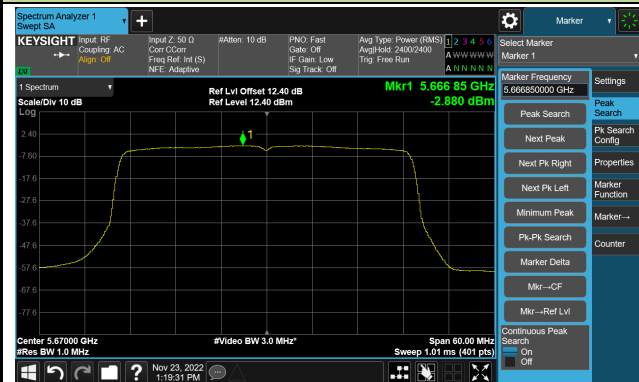 Spectrum Analyzer 1
Swept SA
Marker
KEYSIGHT
Input: RF
Coupling: AC
Align: Off
Input Z: 50 Ω
Corr CCorr
Freq Ref: Int (S)
NFE: Adaptive
#Atten: 10 dB
PNO: Fast
Gate: Off
IF Gain: Low
Sig Track: Off
Avg Type: Power (RMS)
Avg|Hold: 2400/2400
Trig: Free Run
1 2 3 4 5 6
A W W W W W
A N N N N N
Select Marker
Marker 1
1 Spectrum
Scale/Div 10 dB
Log
Ref Lvl Offset 12.40 dB
Ref Level 12.40 dBm
Mkr1 5.666 85 GHz
-2.880 dBm
1
2.40
-7.60
-17.6
-27.6
-37.6
-47.6
-57.6
-67.6
-77.6
Center 5.67000 GHz
#Res BW 1.0 MHz
#Video BW 3.0 MHz*
Span 60.00 MHz
Sweep 1.01 ms (401 pts)
Marker Frequency
5.666850000 GHz
Peak Search
Next Peak
Next Pk Right
Next Pk Left
Minimum Peak
Pk-Pk Search
Marker Delta
Mkr→CF
Mkr→Ref Lvl
Continuous Peak
Search
On
Off
Settings
Peak
Search
Pk Search
Config
Properties
Marker
Function
Marker→
Counter
?
Nov 23, 2022
1:19:31 PM